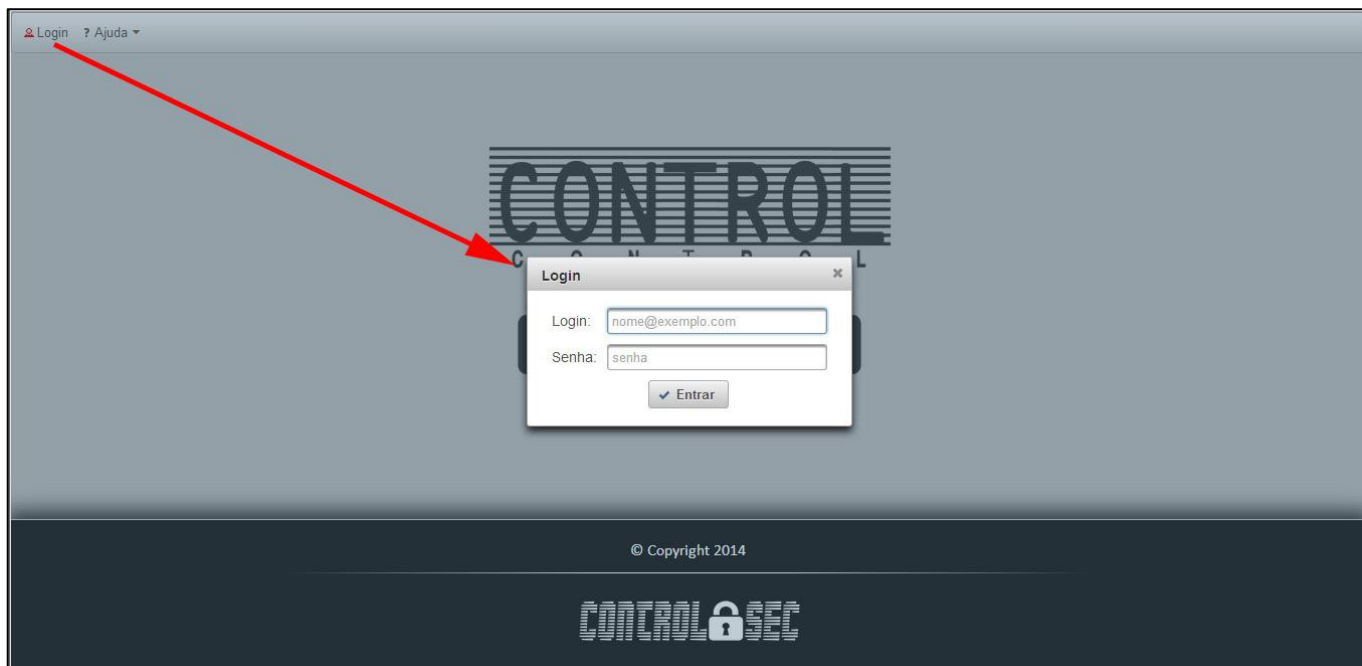 Login ? Ajuda
CONTROL
C O N T R O L
Login
Login: nome@exemplo.com
Senha: senha
Entrar
© Copyright 2014
CONTROL SEC